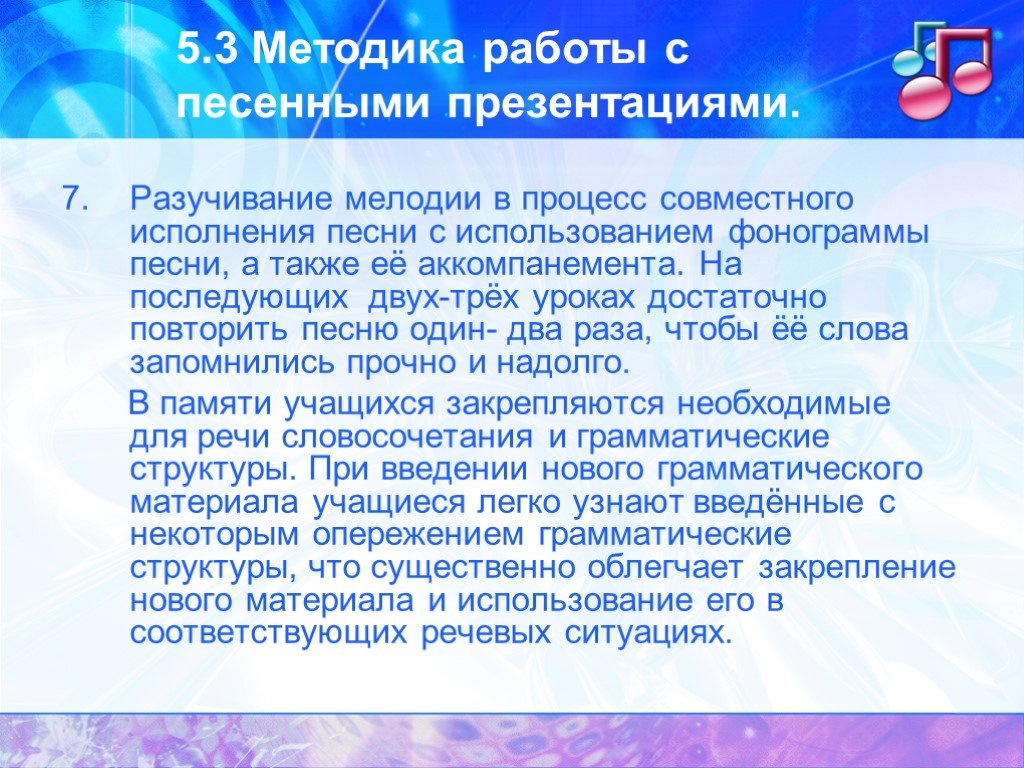 5.3 Методика работы с
песенными презентациями.
7. Разучивание мелодии в процесс совместного
исполнения песни с использованием фонограммы
песни, а также её аккомпанемента. На
последующих двух-трёх уроках достаточно
повторить песню один- два раза, чтобы ёё слова
запомнились прочно и надолго.
В памяти учащихся закрепляются необходимые
для речи словосочетания и грамматические
структуры. При введении нового грамматического
материала учащиеся легко узнают введённые с
некоторым опережением грамматические
структуры, что существенно облегчает закрепление
нового материала и использование его в
соответствующих речевых ситуациях.